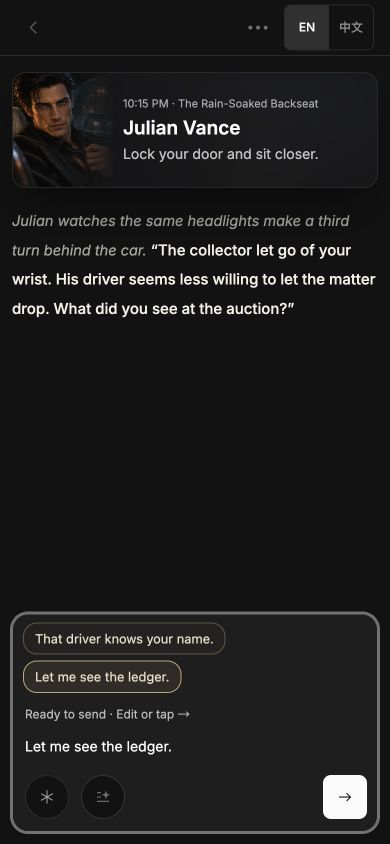 EN
中文
10:15 PM · The Rain-Soaked Backseat
Julian Vance
Lock your door and sit closer.
Julian watches the same headlights make a third
turn behind the car. “The collector let go of your
wrist. His driver seems less willing to let the matter
drop. What did you see at the auction?”
That driver knows your name.
Let me see the ledger.
Ready to send · Edit or tap →
Let me see the ledger.